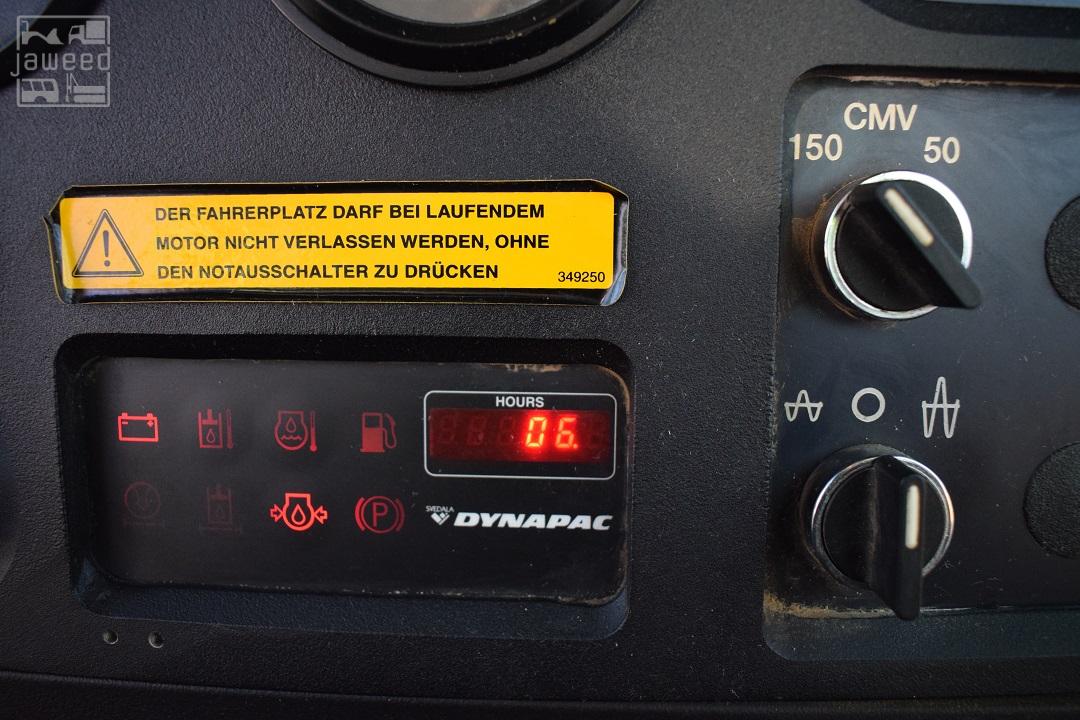 jaweed
CMV
150 50
DER FAHRERPLATZ DARF BEI LAUFENDEM
MOTOR NICHT VERLASSEN WERDEN, OHNE
DEN NOTAUSSCHALTER ZU DRÜCKEN
349250
HOURS
06.
P
SVEDALA
DYNAPAC